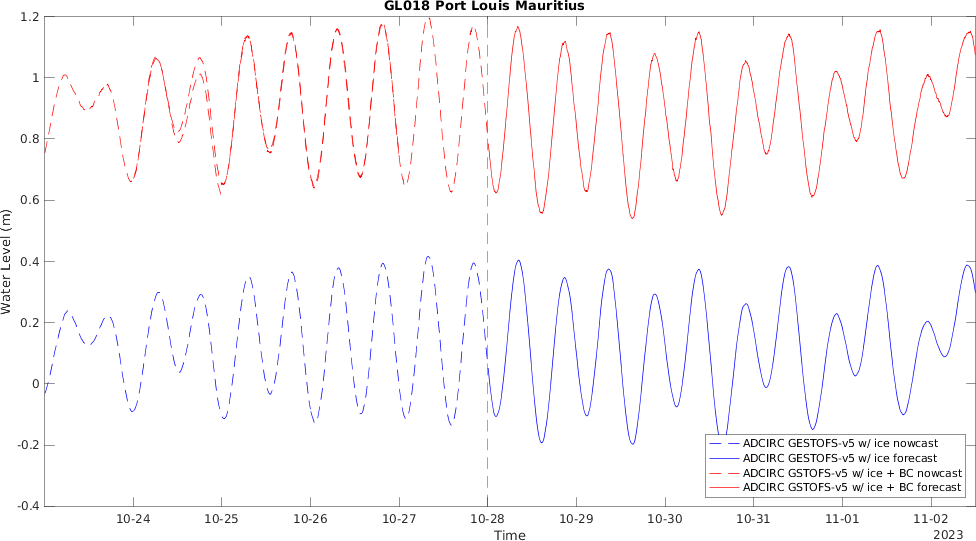 GL018 Port Louis Mauritius
1.2
1
0.8
0.6
0.4
0.2
0
-0.2
-0.4
Water Level (m)
ADCIRC GESTOFS-v5 w/ ice nowcast
ADCIRC GESTOFS-v5 w/ ice forecast
ADCIRC GSTOFS-v5 w/ ice + BC nowcast
ADCIRC GSTOFS-v5 w/ ice + BC forecast
10-24 10-25 10-26 10-27 10-28 10-29 10-30 10-31 11-01 11-02
Time
2023